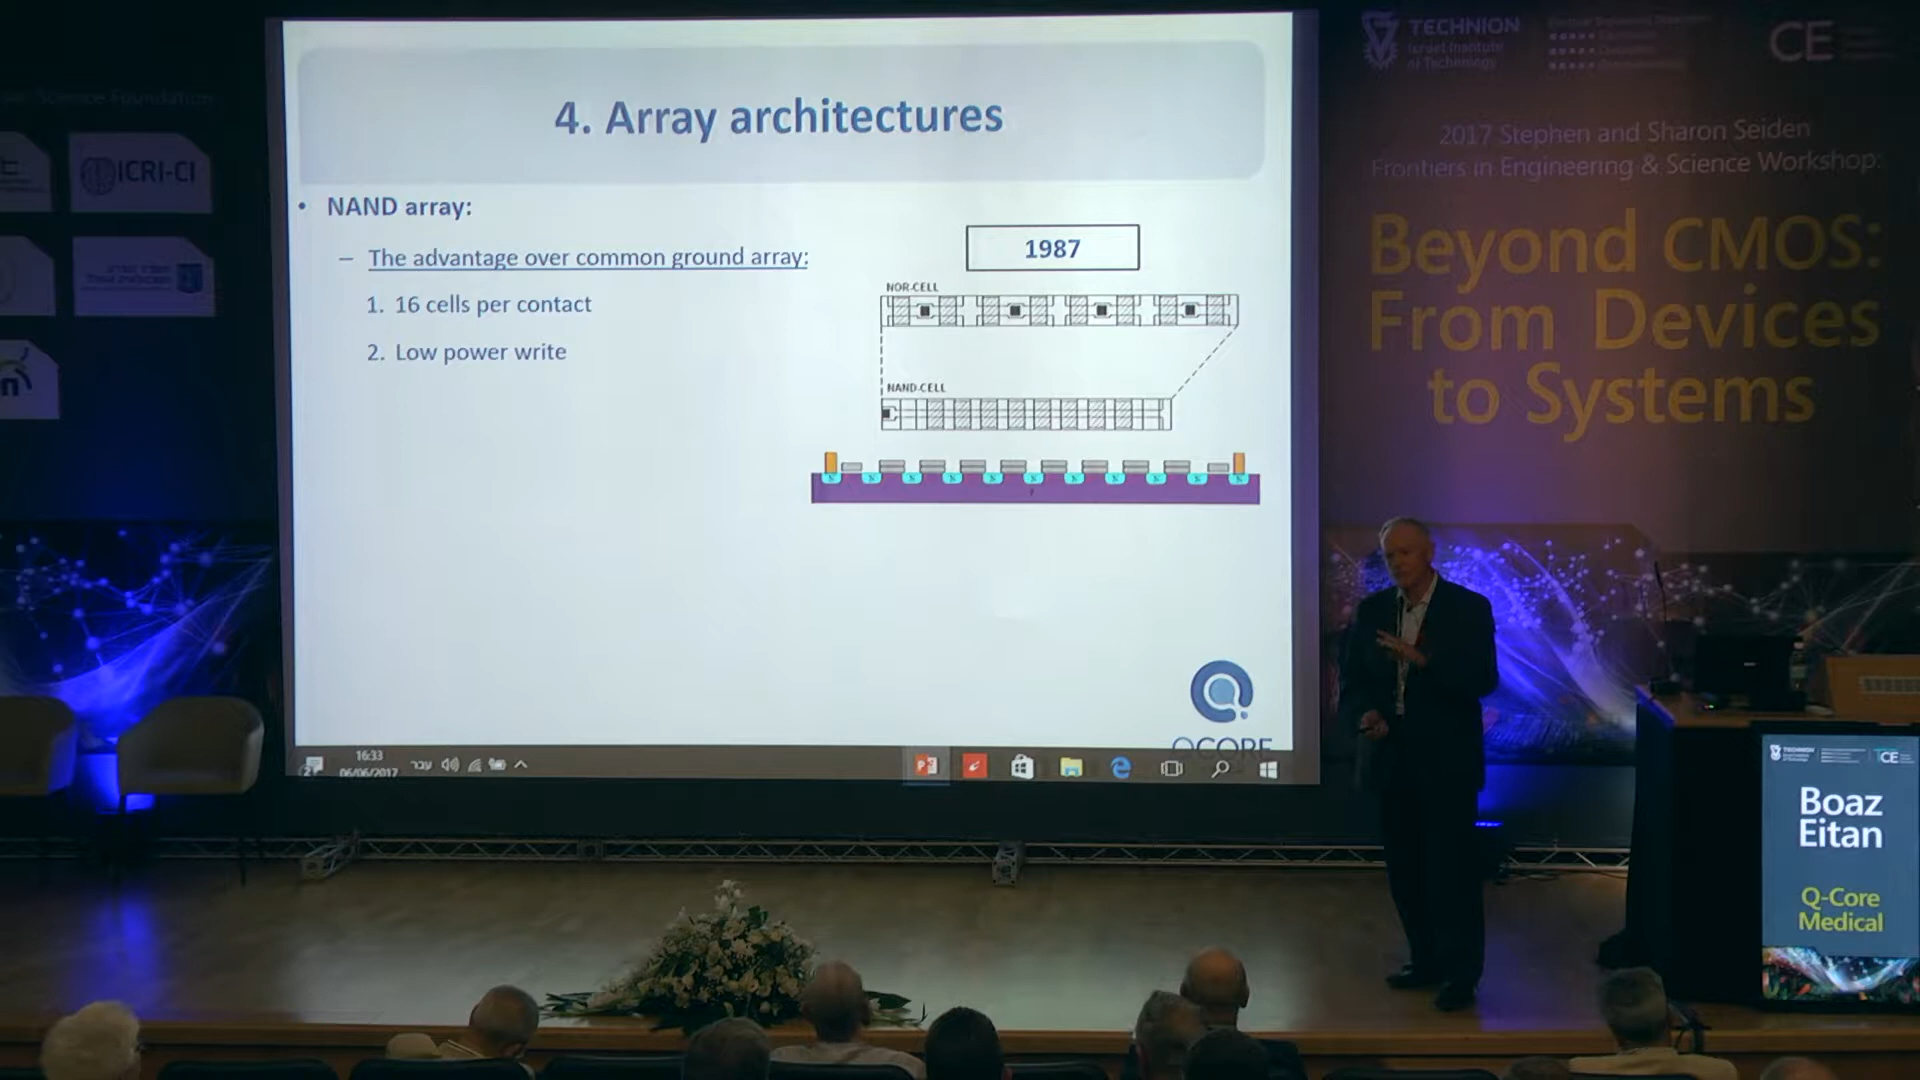 4. Array architectures
• NAND array:
– The advantage over common ground array:
1. 16 cells per contact
2. Low power write
1987
NOR-CELL
NAND-CELL
QCORE
16:33
06/06/2017
עבר
ICRI-CI
TECHNION
Israel Institute
of Technology
CE
2017 Stephen and Sharon Seiden
Frontiers in Engineering & Science Workshop:
Beyond CMOS:
From Devices
to Systems
TECHNION
CE
Boaz
Eitan
Q-Core
Medical